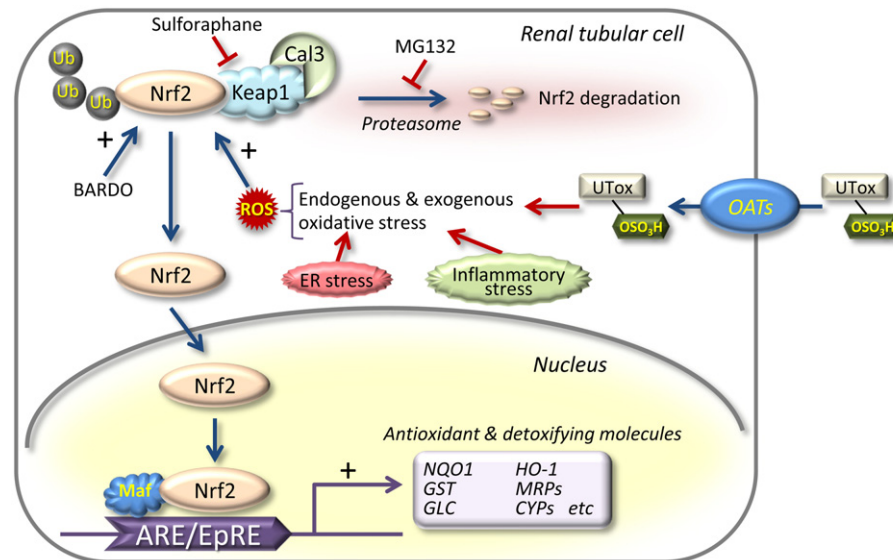 Sulforaphane
Cal3
MG132
Renal tubular cell
Ub
Ub
Ub
Nrf2
Keap1
Nrf2 degradation
Proteasome
+
+
BARDO
ROS
Endogenous & exogenous
oxidative stress
UTox
OSO₃H
OATs
UTox
OSO₃H
Nrf2
ER stress
Inflammatory
stress
Nucleus
Nrf2
Antioxidant & detoxifying molecules
Maf
Nrf2
+
NQO1 HO-1
GST MRPs
GLC CYPs etc
ARE/EpRE